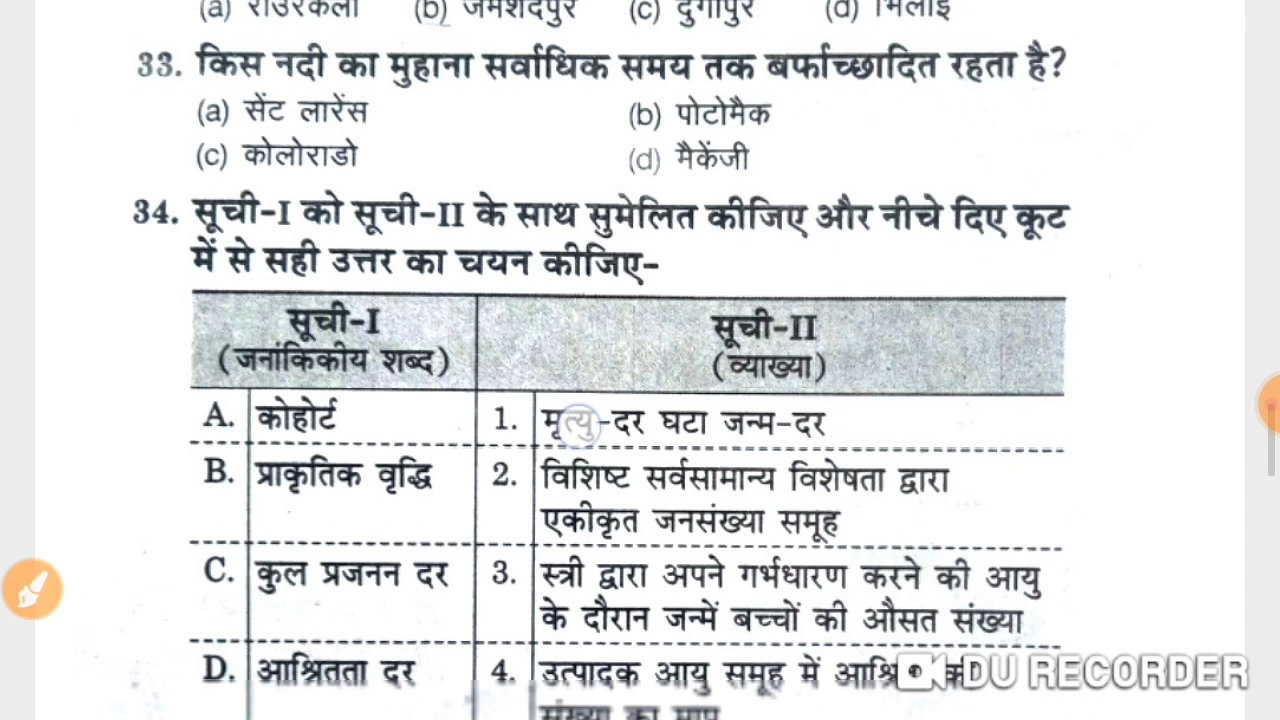 (a) राउरकेला (b) जमशेदपुर (c) दुर्गापुर (d) भिलाई
33. किस नदी का मुहाना सर्वाधिक समय तक बर्फाच्छादित रहता है?
(a) सेंट लारेंस (b) पोटोमैक
(c) कोलोराडो (d) मैकेंजी
34. सूची-I को सूची-II के साथ सुमेलित कीजिए और नीचे दिए कूट
में से सही उत्तर का चयन कीजिए-
सूची-I सूची-II
(जनांकिकीय शब्द) (व्याख्या)
A. कोहोर्ट 1. मृत्यु-दर घटा जन्म-दर
B. प्राकृतिक वृद्धि 2. विशिष्ट सर्वसामान्य विशेषता द्वारा
एकीकृत जनसंख्या समूह
C. कुल प्रजनन दर 3. स्त्री द्वारा अपने गर्भधारण करने की आयु
के दौरान जन्में बच्चों की औसत संख्या
D. आश्रितता दर 4. उत्पादक आयु समूह में
DU RECORDER
संख्या का माप